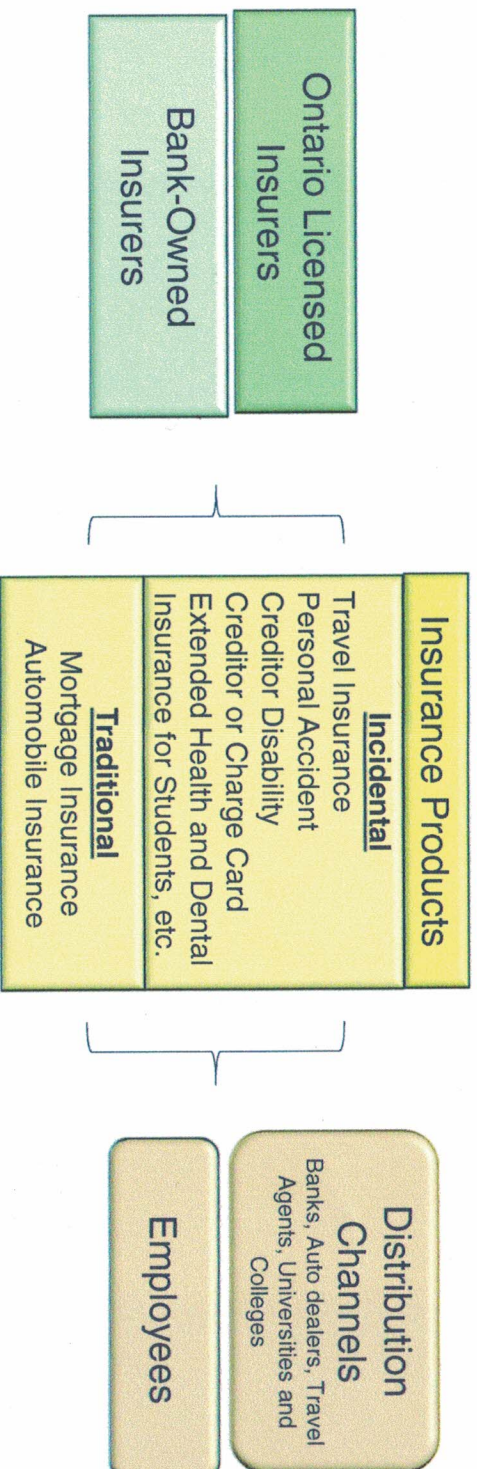 Ontario Licensed
Insurers
Bank-Owned
Insurers
Insurance Products
Incidental
Travel Insurance
Personal Accident
Creditor Disability
Creditor or Charge Card
Extended Health and Dental
Insurance for Students, etc.
Traditional
Mortgage Insurance
Automobile Insurance
Distribution
Channels
Banks, Auto dealers, Travel
Agents, Universities and
Colleges
Employees